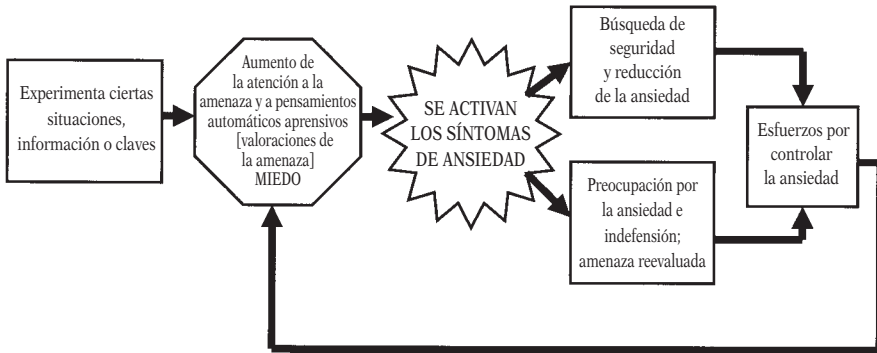 Experimenta ciertas
situaciones,
información o claves
Aumento de
la atención a la
amenaza y a pensamientos
automáticos aprensivos
[valoraciones de
la amenaza]
MIEDO
SE ACTIVAN
LOS SÍNTOMAS
DE ANSIEDAD
Búsqueda de
seguridad
y reducción
de la ansiedad
Preocupación por
la ansiedad e
indefensión;
amenaza reevaluada
Esfuerzos por
controlar
la ansiedad